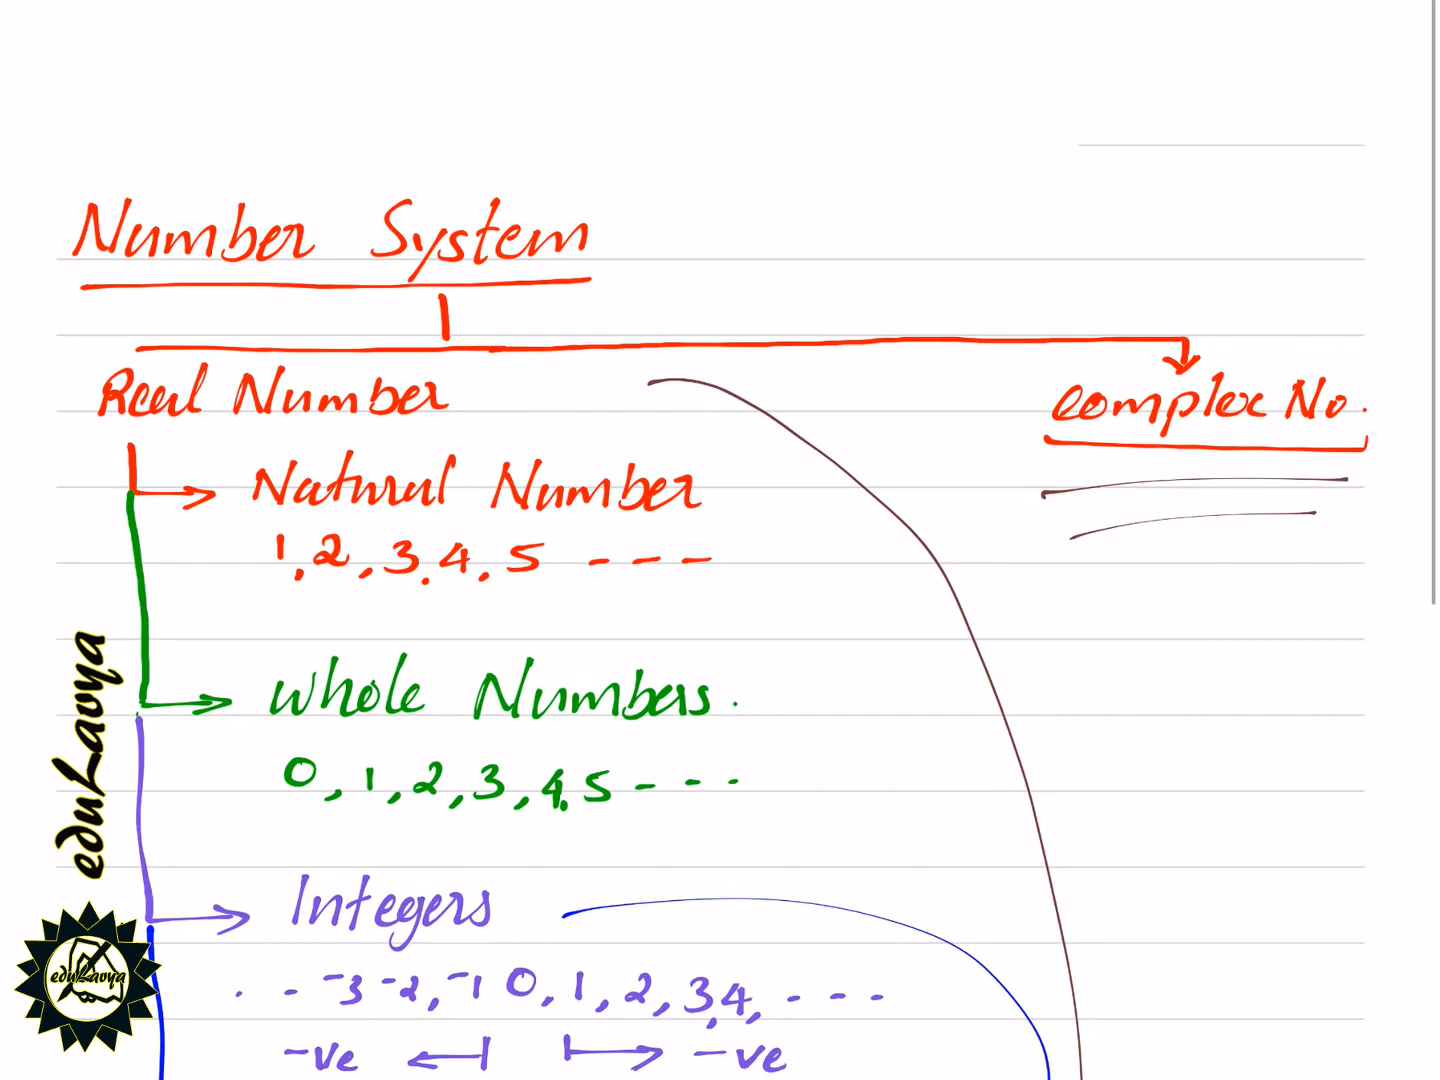 Number System
Real Number
complex No.
Natural Number
1, 2, 3, 4, 5 - - -
Whole Numbers.
0, 1, 2, 3, 4, 5 - - -
Integers
. - -3 -2, -1 0, 1, 2, 3, 4, - - -
-ve ← → -ve
eduLavya
eduLavya